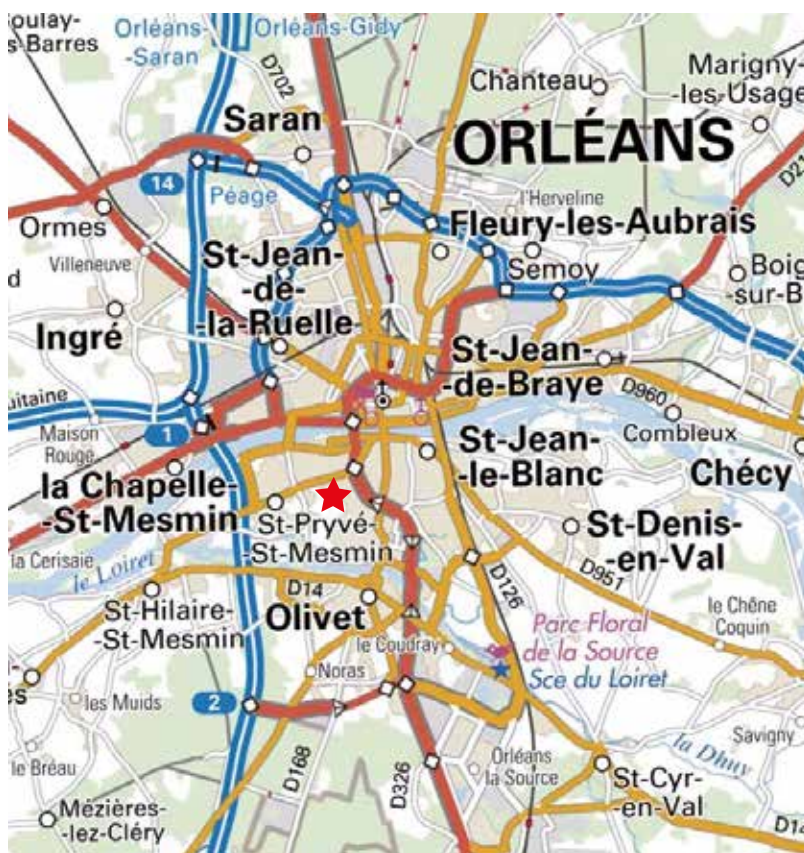 oulay-
s-Barres
Orléans-
-Saran
Orléans-Gidy
D702
Chanteau
Marigny-
-les-Usage
Saran
ORLÉANS
14
Péage
l'Herveline
D2
Ormes
Villeneuve
St-Jean-
-de-
-la-Ruelle
Fleury-les-Aubrais
Semoy
Boig
-sur-B
d
Ingré
St-Jean-
-de-Braye
D960
uitaine
Maison
Rouge
1
Combleux
la Chapelle-
-St-Mesmin
St-Jean-
-le-Blanc
Chécy
St-Pryvé-
-St-Mesmin
St-Denis-
-en-Val
la Cerisaie
le Loiret
D14
D126
D951
St-Hilaire-
-St-Mesmin
Olivet
le Chêne
Coquin
Parc Floral
de la Source
le Coudray
Sce du Loiret
Noras
es
les Muids
2
Savigny
la Dhuy
D168
D326
le Bréau
Orléans
la Source
St-Cyr-
-en-Val
Mézières-
-lez-Cléry
D14